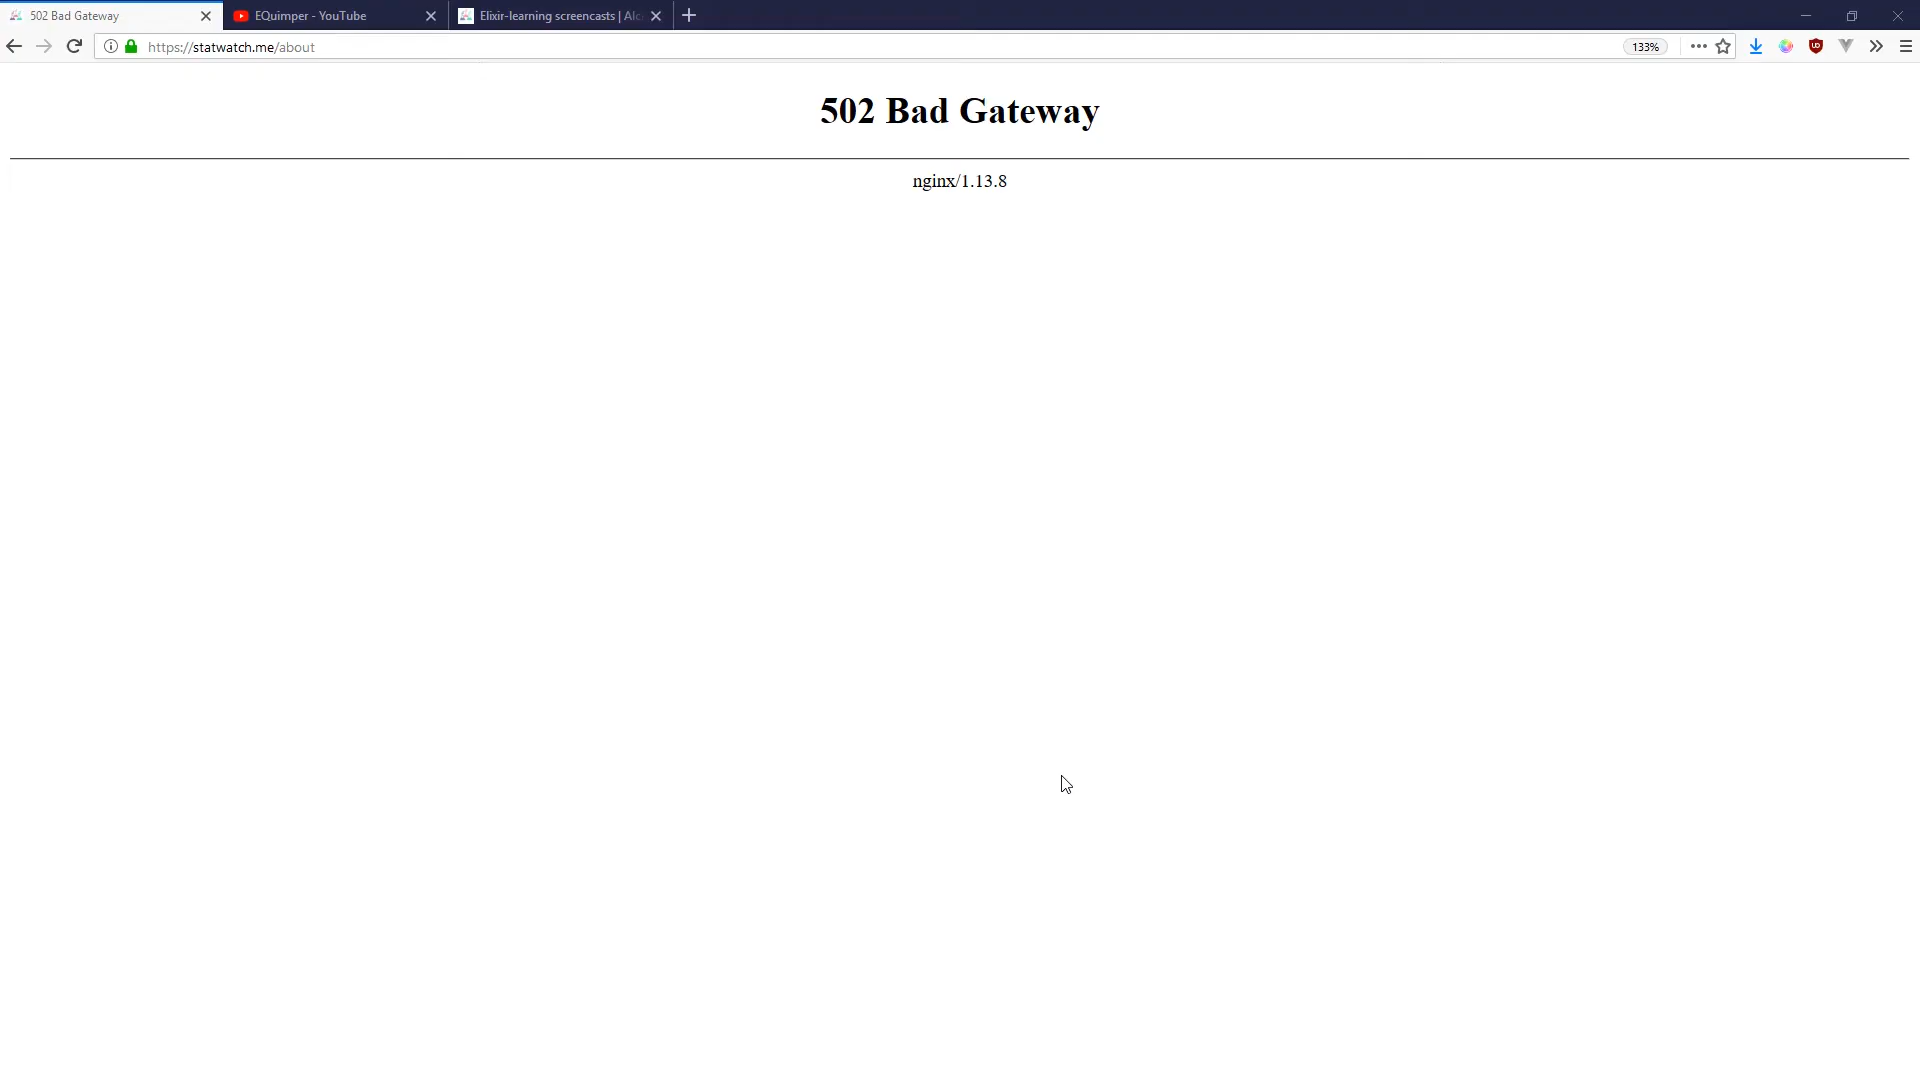 502 Bad Gateway
EQuimper - YouTube
Elixir-learning screencasts | Alc
https://statwatch.me/about
133%
502 Bad Gateway
nginx/1.13.8